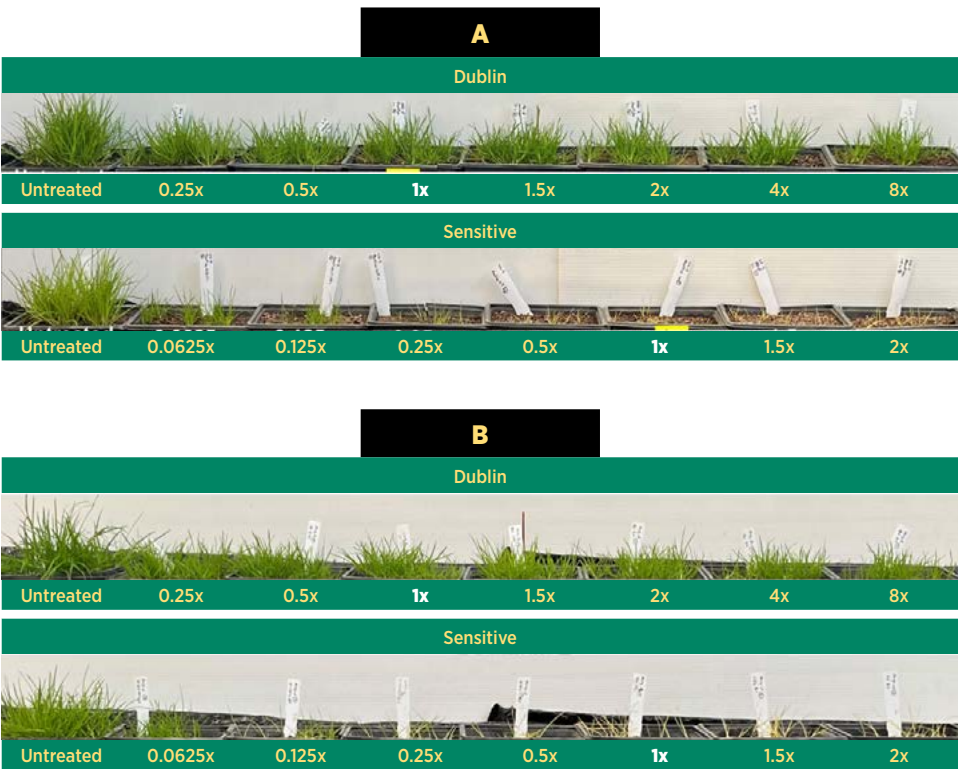 A
Dublin
Untreated 0.25x 0.5x 1x 1.5x 2x 4x 8x
Sensitive
Untreated 0.0625x 0.125x 0.25x 0.5x 1x 1.5x 2x
B
Dublin
Untreated 0.25x 0.5x 1x 1.5x 2x 4x 8x
Sensitive
Untreated 0.0625x 0.125x 0.25x 0.5x 1x 1.5x 2x